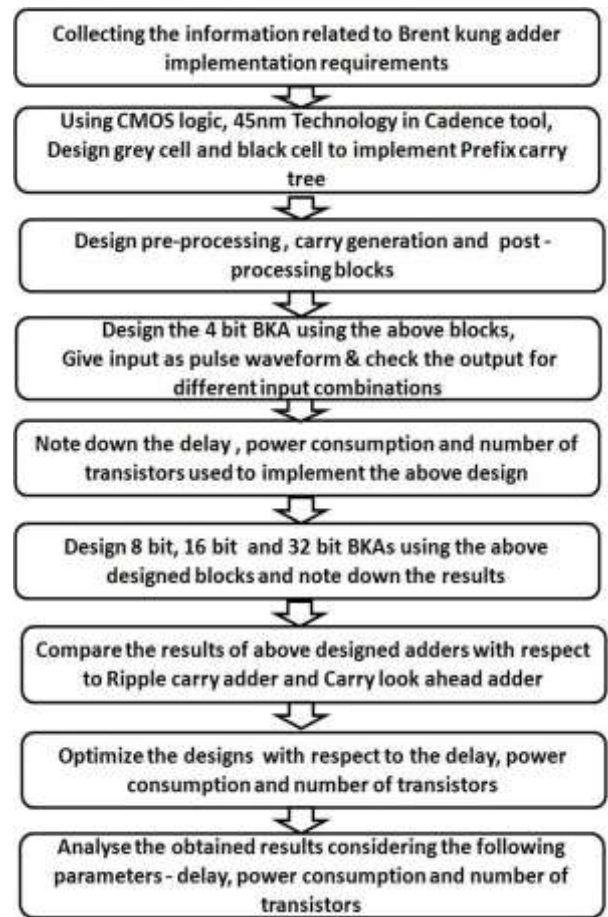 Collecting the information related to Brent kung adder
implementation requirements
Using CMOS logic, 45nm Technology in Cadence tool,
Design grey cell and black cell to implement Prefix carry
tree
Design pre-processing , carry generation and post -
processing blocks
Design the 4 bit BKA using the above blocks,
Give input as pulse waveform & check the output for
different input combinations
Note down the delay , power consumption and number of
transistors used to implement the above design
Design 8 bit, 16 bit and 32 bit BKAs using the above
designed blocks and note down the results
Compare the results of above designed adders with respect
to Ripple carry adder and Carry look ahead adder
Optimize the designs with respect to the delay, power
consumption and number of transistors
Analyse the obtained results considering the following
parameters - delay, power consumption and number of
transistors